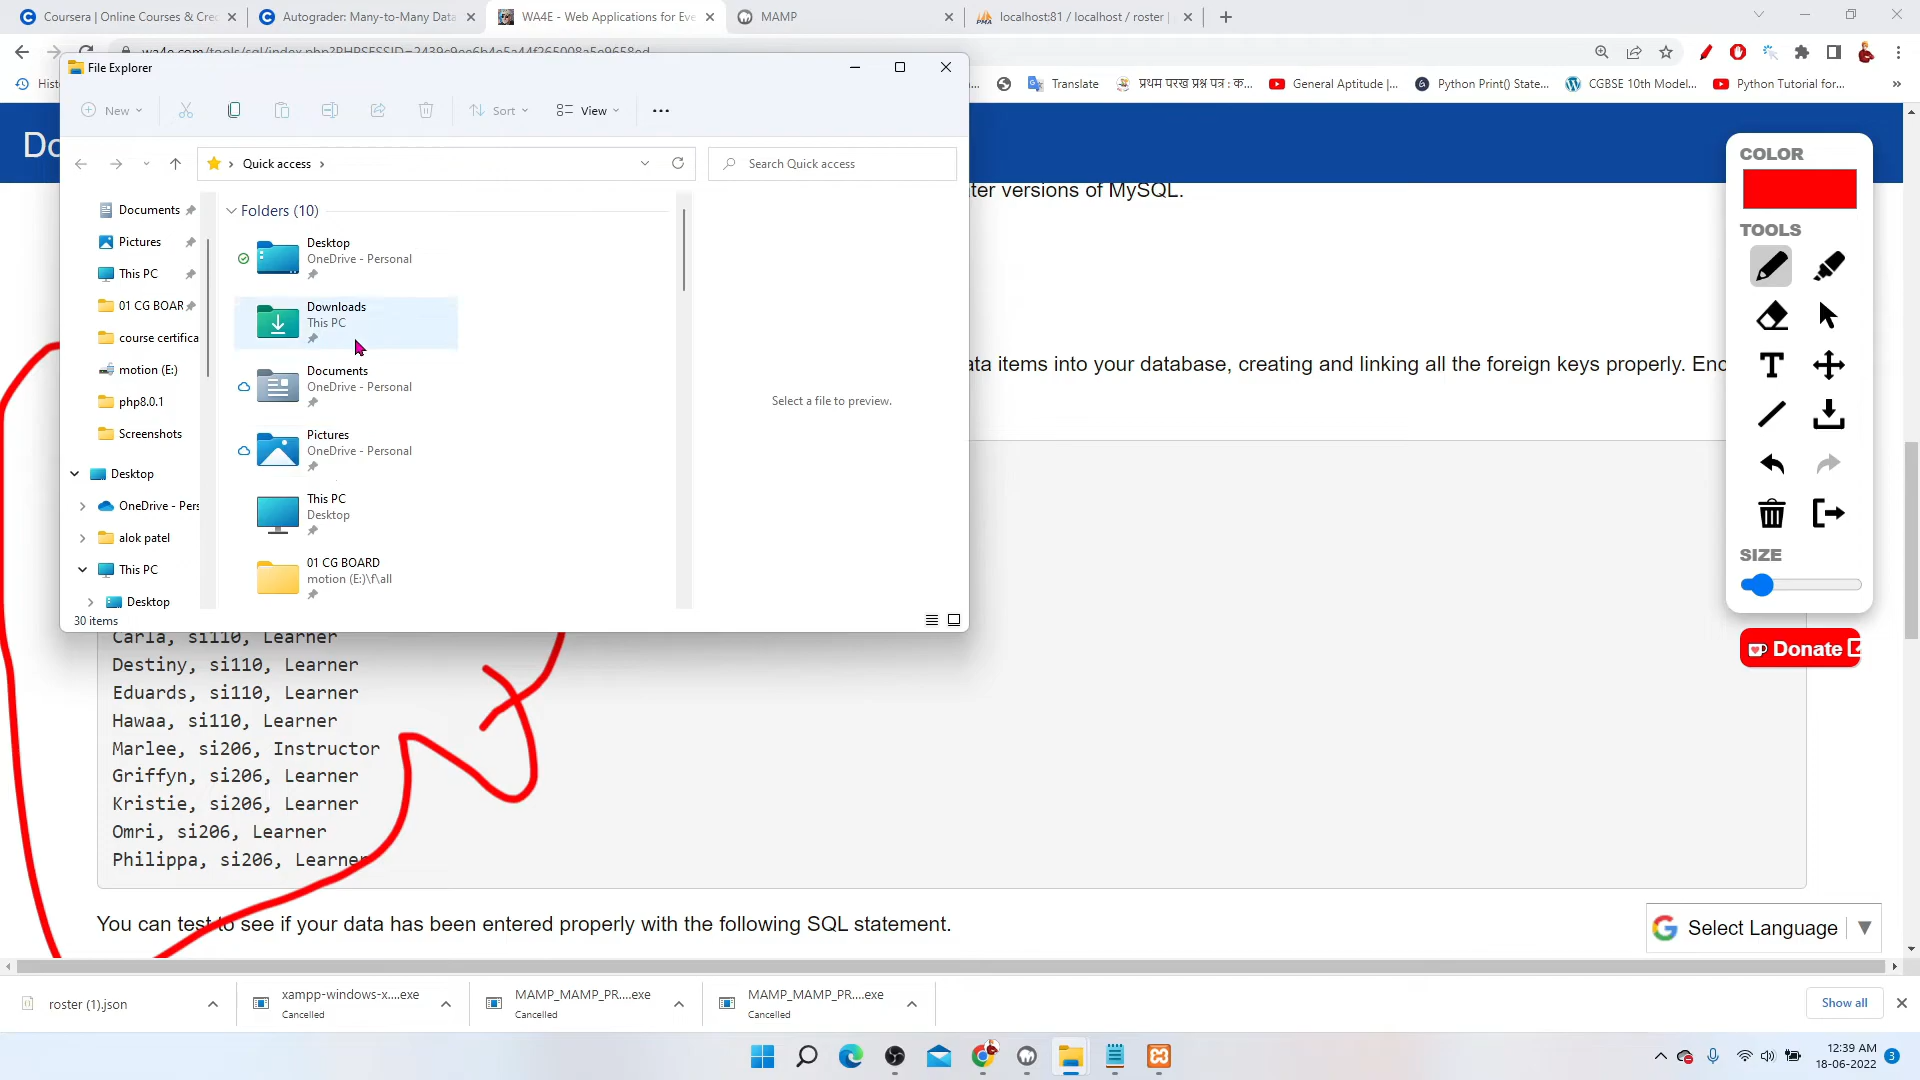 Coursera | Online Courses & Cre
Autograder: Many-to-Many Data
WA4E - Web Applications for Eve
MAMP
localhost:81 / localhost / roster |
File Explorer
Translate
प्रथम परख प्रश्न पत्र : क...
General Aptitude |...
Python Print() State...
CGBSE 10th Model...
Python Tutorial for...
New
Sort
View
Quick access
Search Quick access
Documents
Pictures
This PC
01 CG BOAR
course certifica
motion (E:)
php8.0.1
Screenshots
Desktop
OneDrive - Pers
alok patel
This PC
Desktop
30 items
Folders (10)
Desktop
OneDrive - Personal
Downloads
This PC
Documents
OneDrive - Personal
Pictures
OneDrive - Personal
This PC
Desktop
01 CG BOARD
motion (E:)\f\all
Select a file to preview.
ter versions of MySQL.
ata items into your database, creating and linking all the foreign keys properly. Enc
Carla, si110, Learner
Destiny, si110, Learner
Eduards, si110, Learner
Hawaa, si110, Learner
Marlee, si206, Instructor
Griffyn, si206, Learner
Kristie, si206, Learner
Omri, si206, Learner
Philippa, si206, Learner
You can test to see if your data has been entered properly with the following SQL statement.
COLOR
TOOLS
SIZE
Donate
Select Language
roster (1).json
xampp-windows-x....exe
Cancelled
MAMP_MAMP_PR....exe
Cancelled
MAMP_MAMP_PR....exe
Cancelled
Show all
12:39 AM
18-06-2022
3